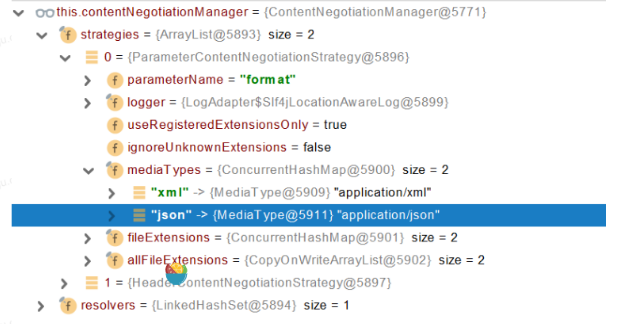 this.contentNegotiationManager = {ContentNegotiationManager@5771}
f strategies = {ArrayList@5893} size = 2
0 = {ParameterContentNegotiationStrategy@5896}
f parameterName = "format"
f logger = {LogAdapter$Slf4jLocationAwareLog@5899}
f useRegisteredExtensionsOnly = true
f ignoreUnknownExtensions = false
f mediaTypes = {ConcurrentHashMap@5900} size = 2
"xml" -> {MediaType@5909} "application/xml"
"json" -> {MediaType@5911} "application/json"
f fileExtensions = {ConcurrentHashMap@5901} size = 2
f allFileExtensions = {CopyOnWriteArrayList@5902} size = 2
1 = {HeaderContentNegotiationStrategy@5897}
f resolvers = {LinkedHashSet@5894} size = 1